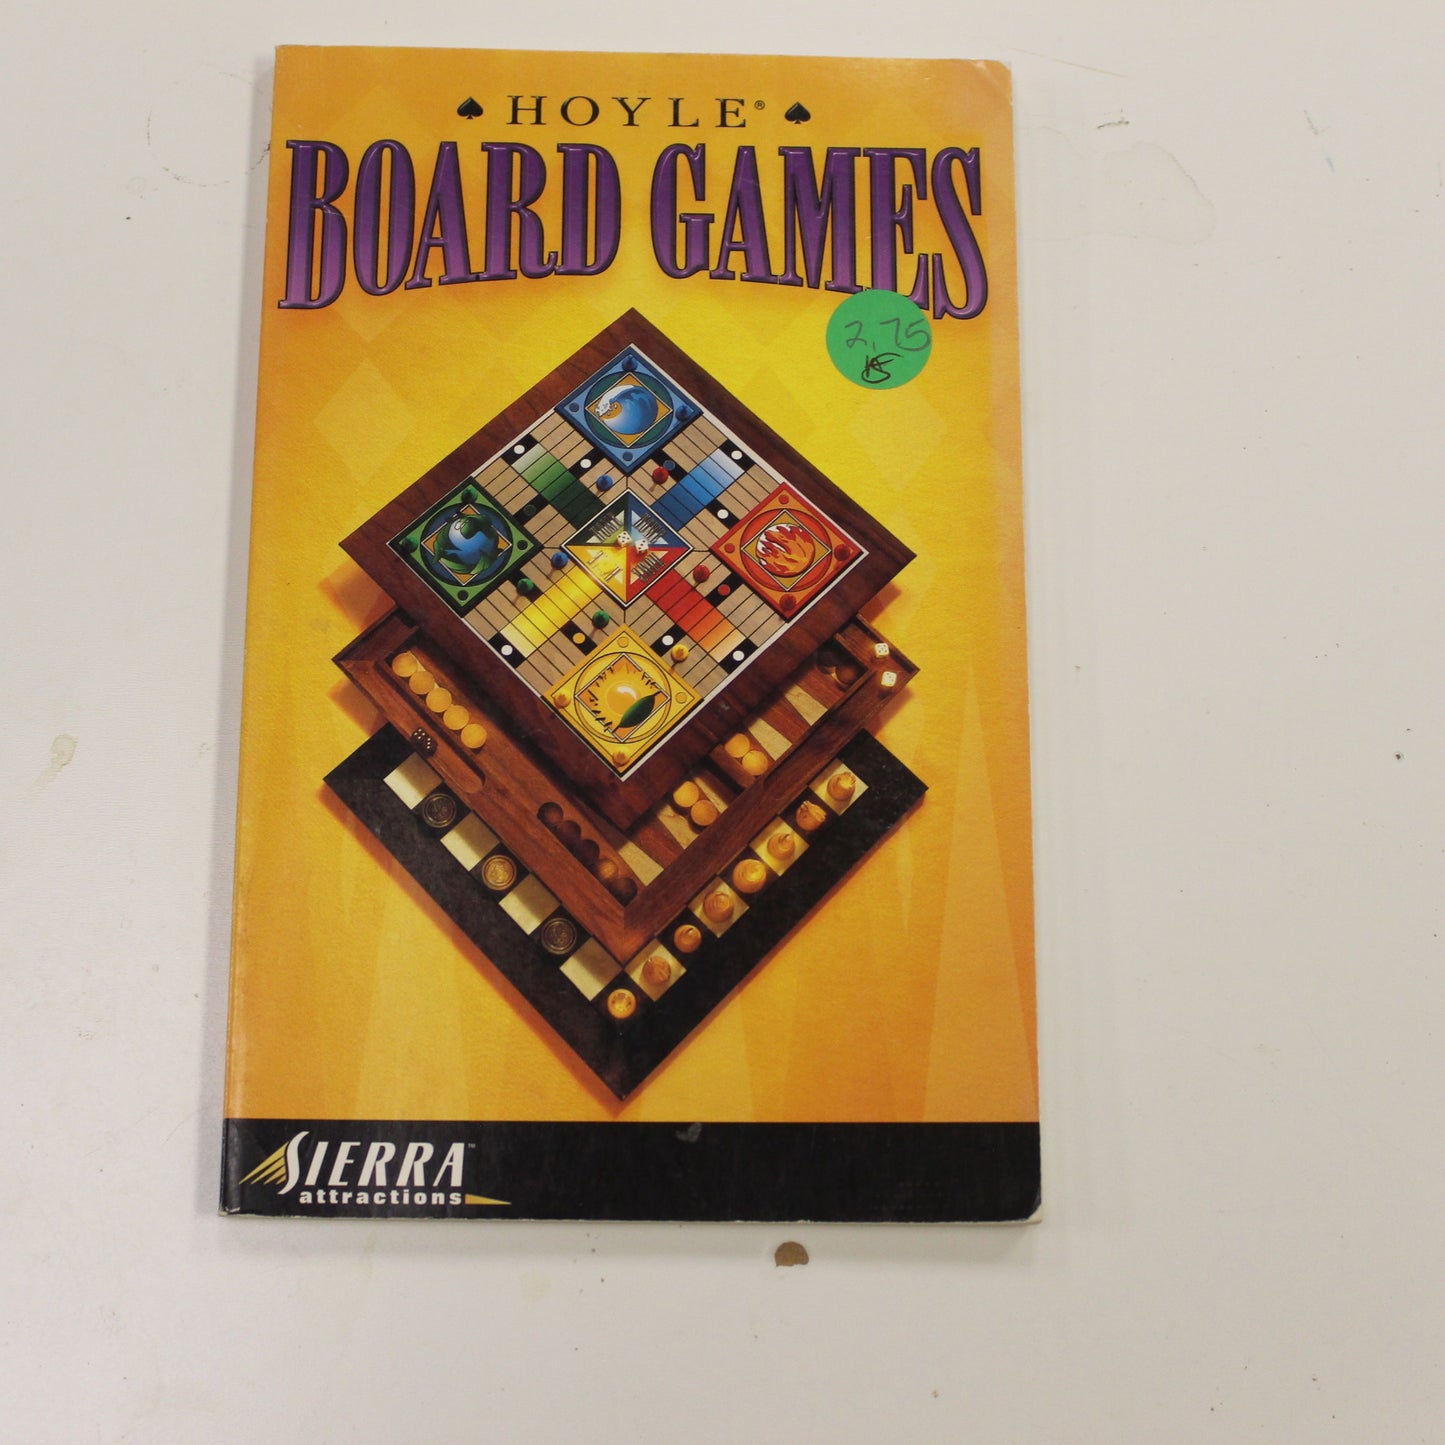 ♠ HOYLE® ♠
BOARD GAMES
2.75
SIERRA™
attractions